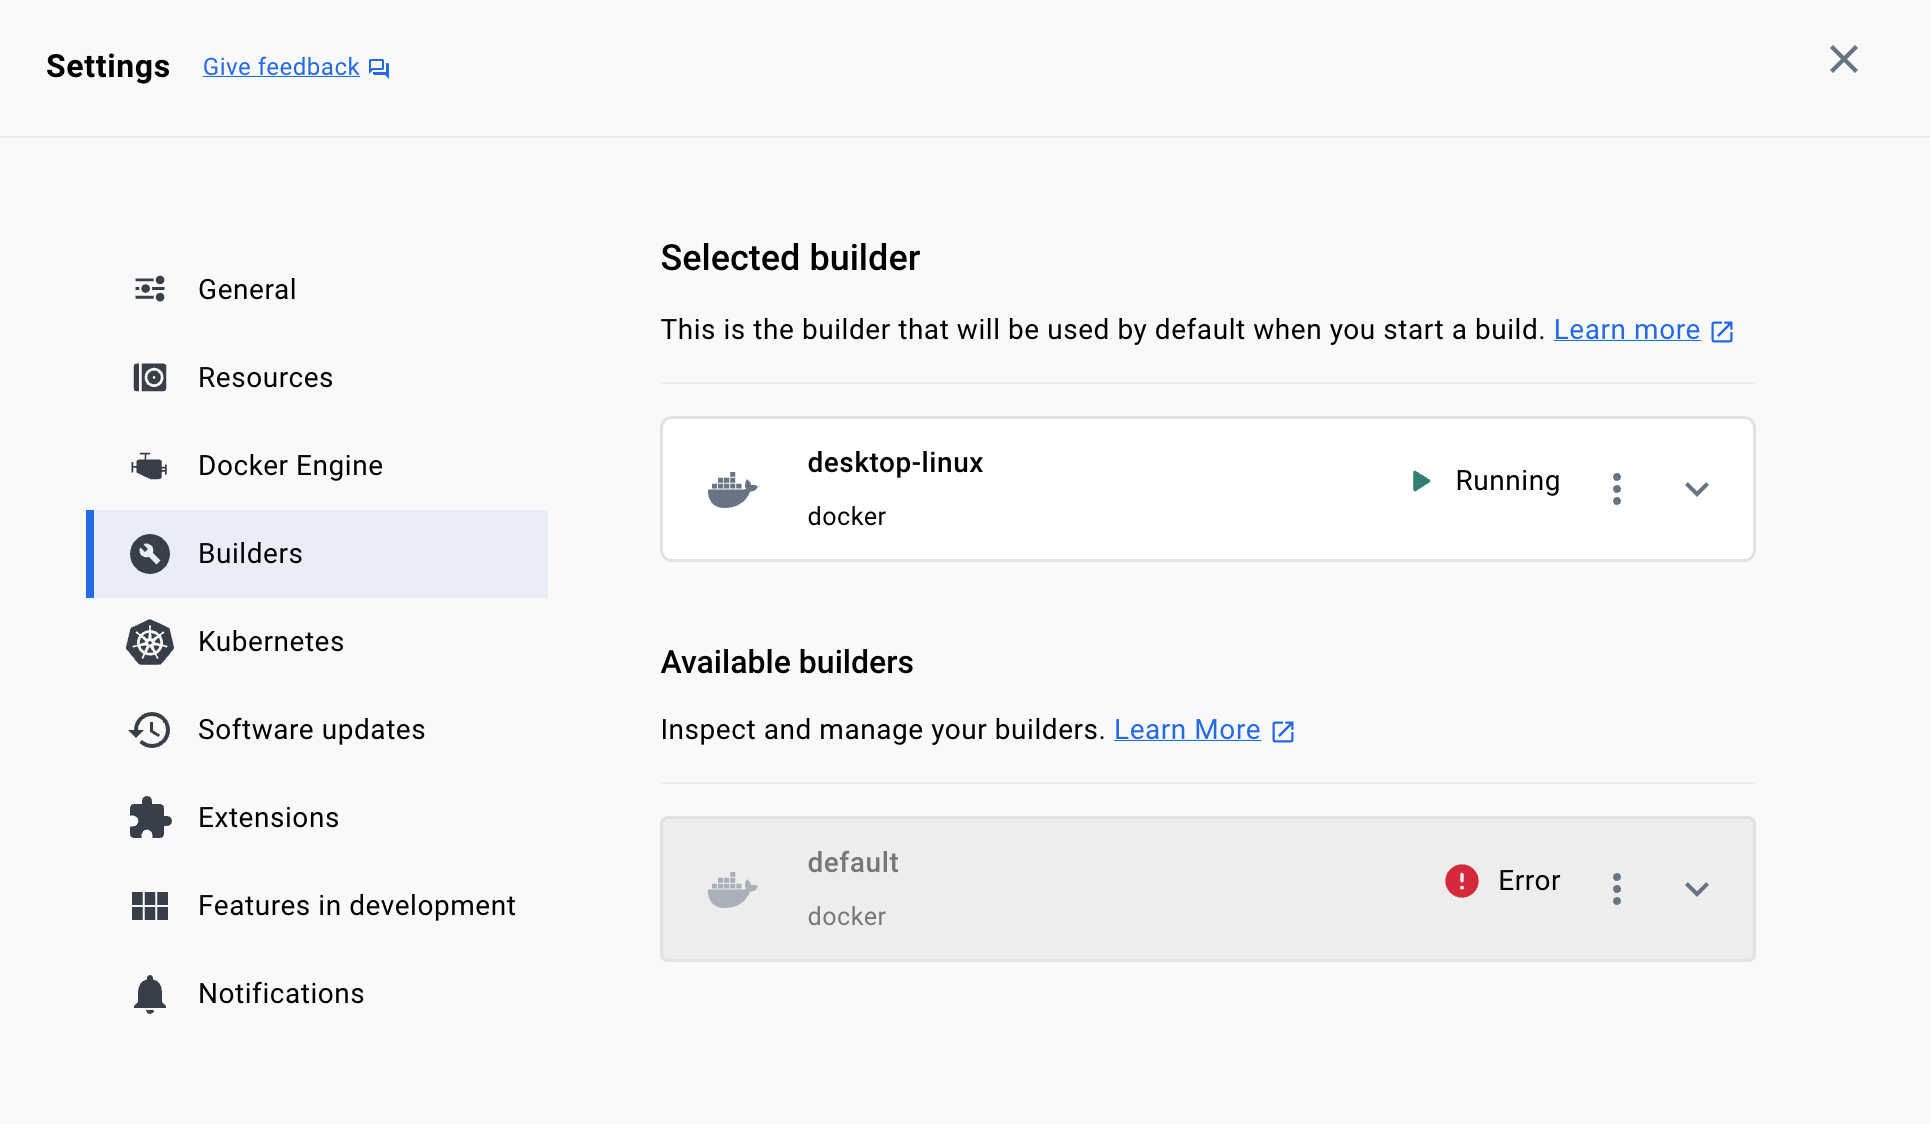 Settings
Give feedback
General
Resources
Docker Engine
Builders
Kubernetes
Software updates
Extensions
Features in development
Notifications
Selected builder
This is the builder that will be used by default when you start a build. Learn more
desktop-linux
docker
Running
Available builders
Inspect and manage your builders. Learn More
default
docker
Error